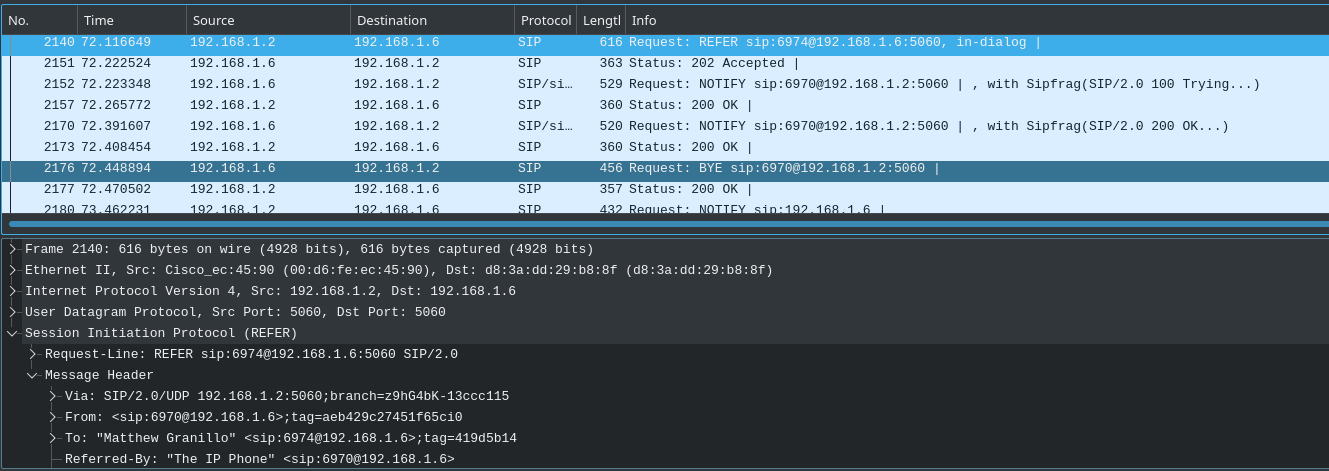 No. Time Source Destination Protocol Lengtl Info
2140 72.116649 192.168.1.2 192.168.1.6 SIP 616 Request: REFER sip:6974@192.168.1.6:5060, in-dialog |
2151 72.222524 192.168.1.6 192.168.1.2 SIP 363 Status: 202 Accepted |
2152 72.223348 192.168.1.6 192.168.1.2 SIP/si… 529 Request: NOTIFY sip:6970@192.168.1.2:5060 | , with Sipfrag(SIP/2.0 100 Trying...)
2157 72.265772 192.168.1.2 192.168.1.6 SIP 360 Status: 200 OK |
2170 72.391607 192.168.1.6 192.168.1.2 SIP/si… 520 Request: NOTIFY sip:6970@192.168.1.2:5060 | , with Sipfrag(SIP/2.0 200 OK...)
2173 72.408454 192.168.1.2 192.168.1.6 SIP 360 Status: 200 OK |
2176 72.448894 192.168.1.6 192.168.1.2 SIP 456 Request: BYE sip:6970@192.168.1.2:5060 |
2177 72.470502 192.168.1.2 192.168.1.6 SIP 357 Status: 200 OK |
2180 73.462231 192.168.1.2 192.168.1.6 SIP 432 Request: NOTIFY sip:192.168.1.6 |
Frame 2140: 616 bytes on wire (4928 bits), 616 bytes captured (4928 bits)
Ethernet II, Src: Cisco_ec:45:90 (00:d6:fe:ec:45:90), Dst: d8:3a:dd:29:b8:8f (d8:3a:dd:29:b8:8f)
Internet Protocol Version 4, Src: 192.168.1.2, Dst: 192.168.1.6
User Datagram Protocol, Src Port: 5060, Dst Port: 5060
Session Initiation Protocol (REFER)
Request-Line: REFER sip:6974@192.168.1.6:5060 SIP/2.0
Message Header
Via: SIP/2.0/UDP 192.168.1.2:5060;branch=z9hG4bK-13ccc115
From: <sip:6970@192.168.1.6>;tag=aeb429c27451f65ci0
To: "Matthew Granillo" <sip:6974@192.168.1.6>;tag=419d5b14
Referred-By: "The IP Phone" <sip:6970@192.168.1.6>